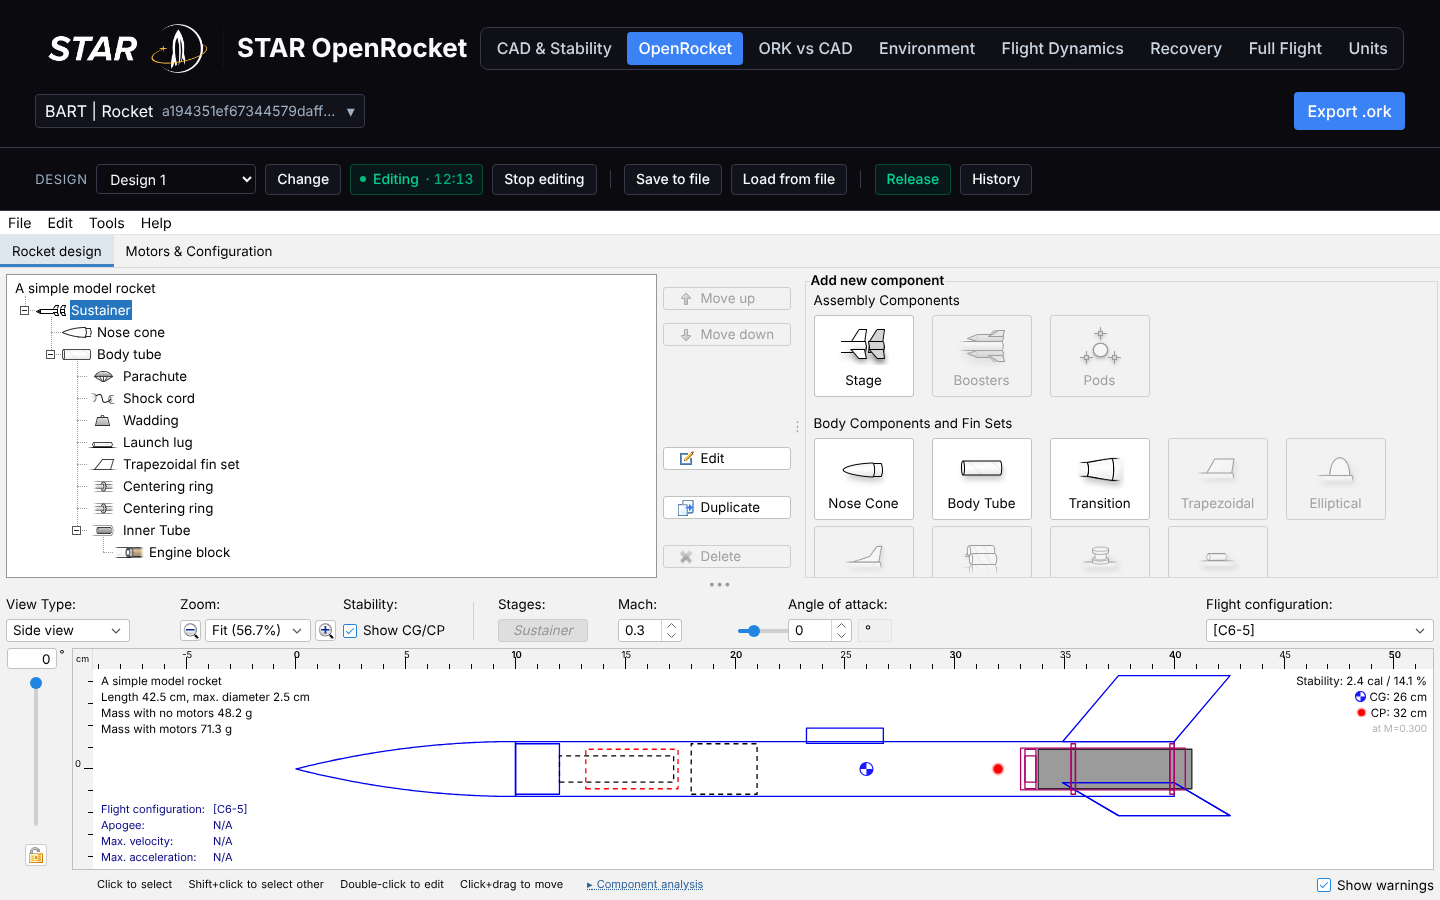 STAR
STAR OpenRocket
CAD & Stability OpenRocket ORK vs CAD Environment Flight Dynamics Recovery Full Flight Units
BART | Rocket a194351ef67344579daff... ▾
Export .ork
DESIGN Design 1 Change Editing · 12:13 Stop editing Save to file Load from file Release History
File Edit Tools Help
Rocket design Motors & Configuration
A simple model rocket
Sustainer
Nose cone
Body tube
Parachute
Shock cord
Wadding
Launch lug
Trapezoidal fin set
Centering ring
Centering ring
Inner Tube
Engine block
Move up
Move down
Edit
Duplicate
Delete
Add new component
Assembly Components
Stage Boosters Pods
Body Components and Fin Sets
Nose Cone Body Tube Transition Trapezoidal Elliptical
View Type: Zoom: Stability: Stages: Mach: Angle of attack: Flight configuration:
Side view Fit (56.7%) Show CG/CP Sustainer 0.3 0 ° [C6-5]
0 °
cm -5 0 5 10 15 20 25 30 35 40 45 50
0
A simple model rocket
Length 42.5 cm, max. diameter 2.5 cm
Mass with no motors 48.2 g
Mass with motors 71.3 g
Stability: 2.4 cal / 14.1 %
CG: 26 cm
CP: 32 cm
at M=0.300
Flight configuration: [C6-5]
Apogee: N/A
Max. velocity: N/A
Max. acceleration: N/A
Click to select Shift+click to select other Double-click to edit Click+drag to move ▸ Component analysis
Show warnings